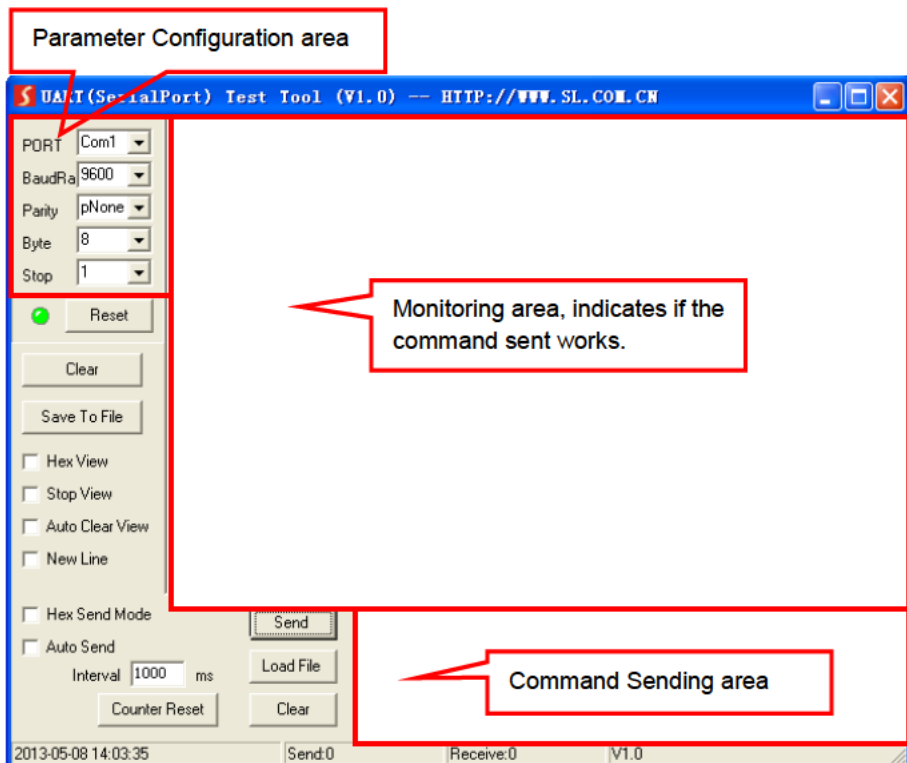 Parameter Configuration area
UART(SerialPort) Test Tool (V1.0) -- HTTP://WWW.SL.COM.CN
PORT Com1
BaudRa 9600
Parity pNone
Byte 8
Stop 1
Reset
Monitoring area, indicates if the
command sent works.
Clear
Save To File
Hex View
Stop View
Auto Clear View
New Line
Hex Send Mode
Send
Auto Send
Interval 1000 ms
Load File
Command Sending area
Counter Reset
Clear
2013-05-08 14:03:35 Send:0 Receive:0 V1.0